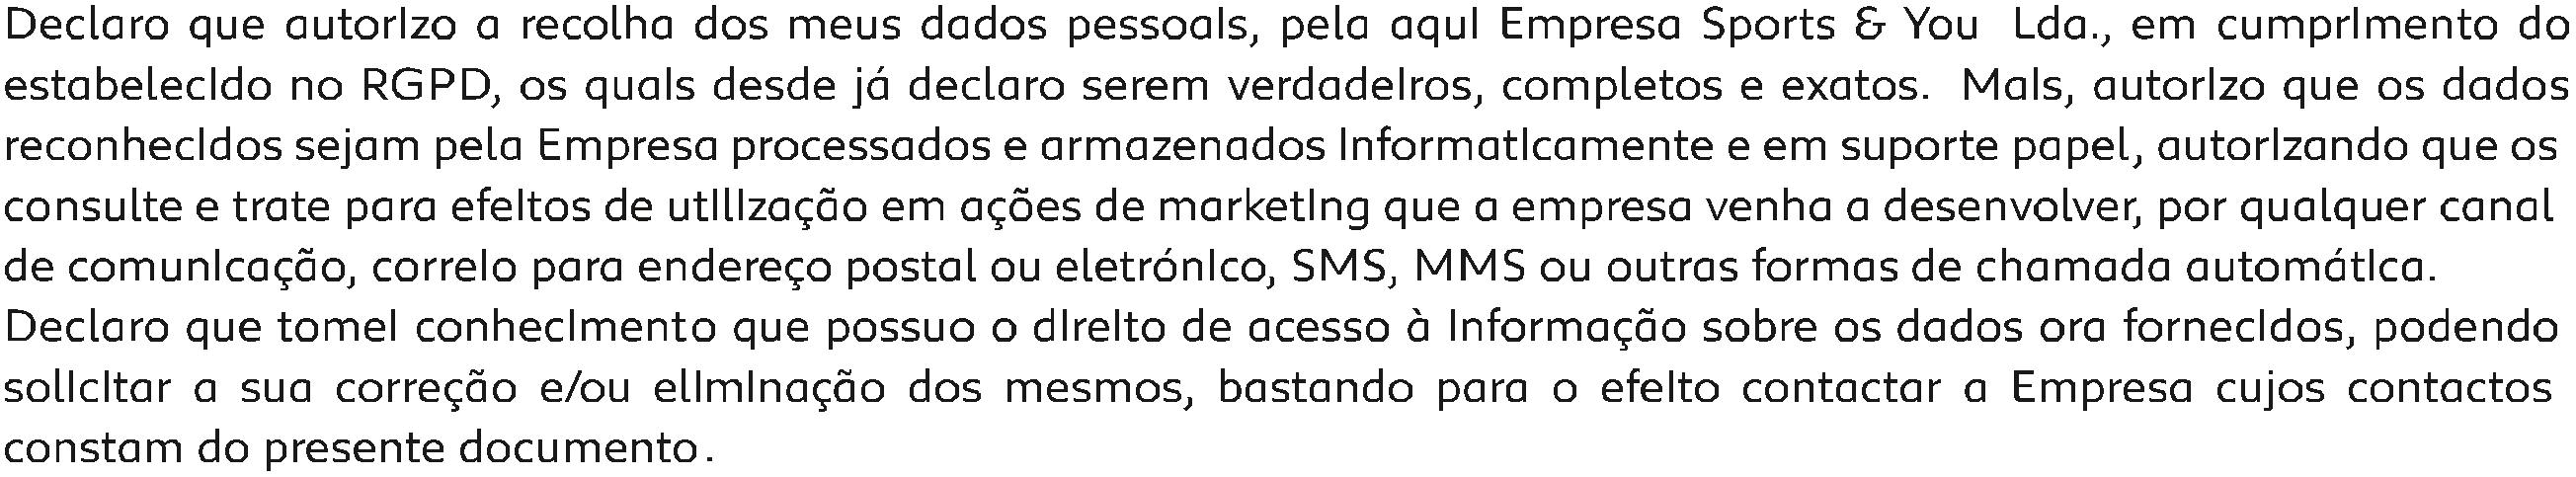 Declaro que autorIzo a recolha dos meus dados pessoaIs, pela aquI Empresa Sports & You Lda., em cumprImento do
estabelecIdo no RGPD, os quaIs desde já declaro serem verdadeIros, completos e exatos. MaIs, autorIzo que os dados
reconhecIdos sejam pela Empresa processados e armazenados InformatIcamente e em suporte papel, autorIzando que os
consulte e trate para efeItos de utIlIzação em ações de marketIng que a empresa venha a desenvolver, por qualquer canal
de comunIcação, correIo para endereço postal ou eletrónIco, SMS, MMS ou outras formas de chamada automátIca.
Declaro que tomeI conhecImento que possuo o dIreIto de acesso à Informação sobre os dados ora fornecIdos, podendo
solIcItar a sua correção e/ou elImInação dos mesmos, bastando para o efeIto contactar a Empresa cujos contactos
constam do presente documento.